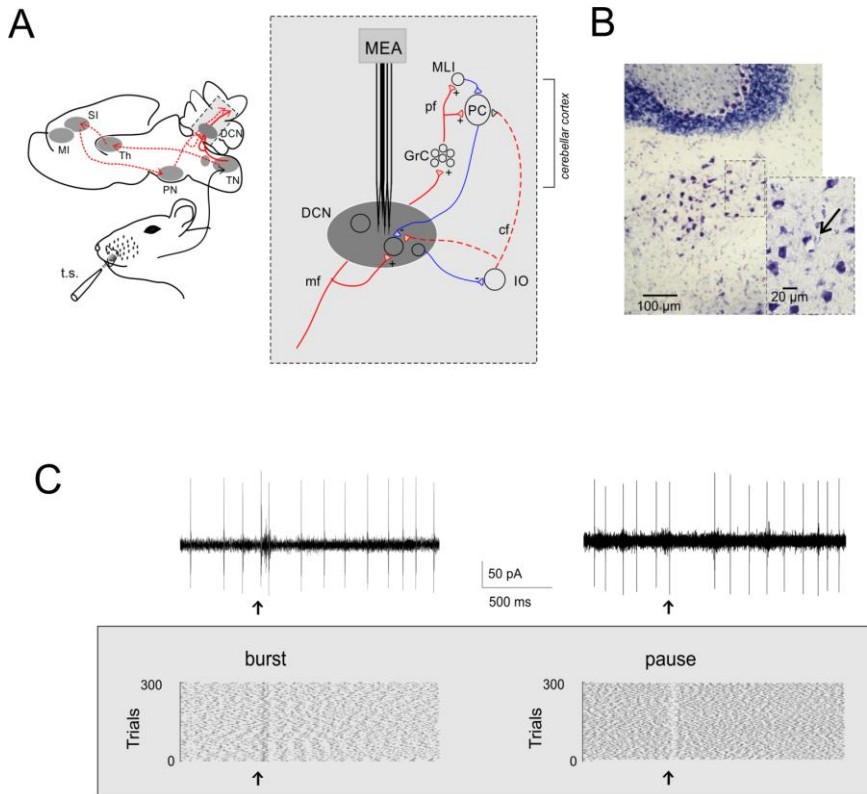 A
SI
MI
Th
DCN
PN
TN
t.s.
MEA
MLI
+
pf
PC
+
GrC
+
cerebellar cortex
DCN
-
+
cf
mf
-
IO
B
100 µm
20 µm
C
50 pA
500 ms
burst
pause
300
Trials
0
300
Trials
0